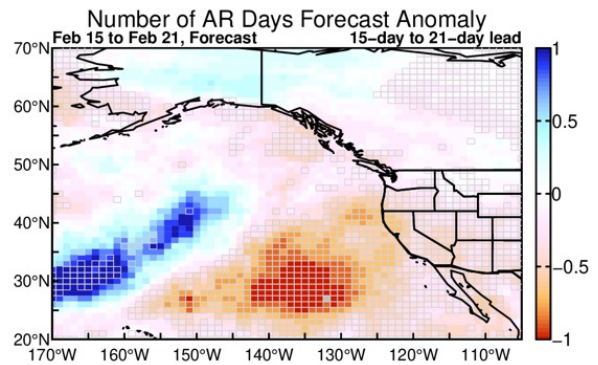 Number of AR Days Forecast Anomaly
Feb 15 to Feb 21, Forecast 15-day to 21-day lead
70°N
60°N
50°N
40°N
30°N
20°N
170°W 160°W 150°W 140°W 130°W 120°W 110°W
1
0.5
0
−0.5
−1